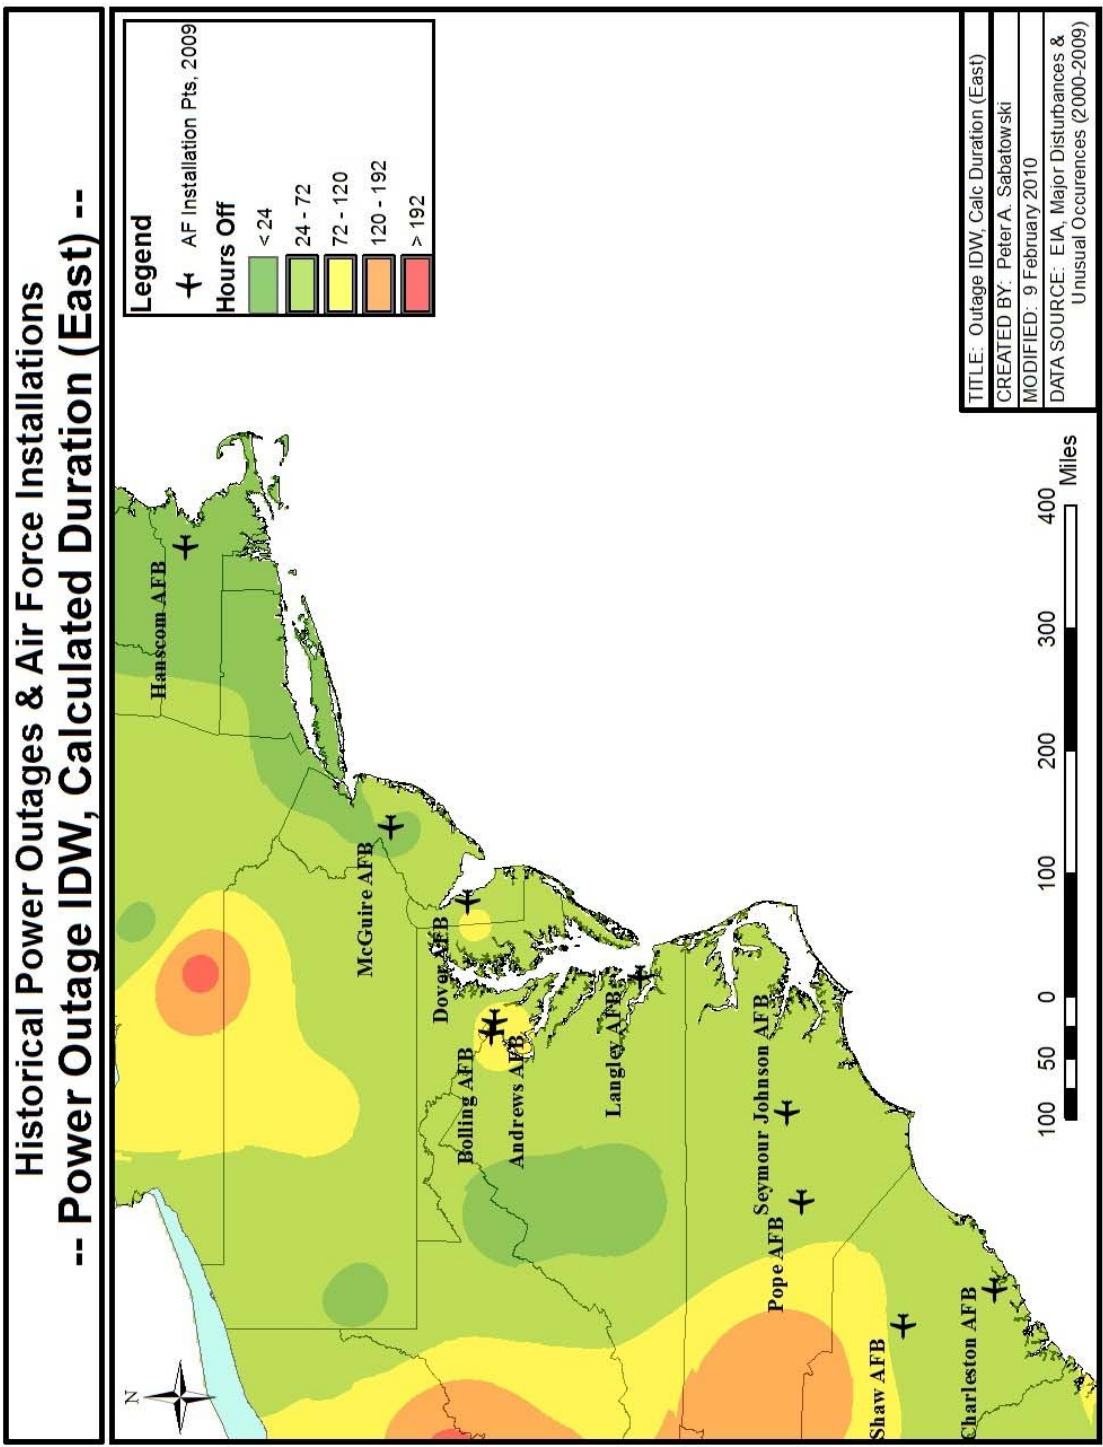 Historical Power Outages & Air Force Installations
-- Power Outage IDW, Calculated Duration (East) --
Legend
AF Installation Pts, 2009
Hours Off
< 24
24 - 72
72 - 120
120 - 192
> 192
N
Hanscom AFB
McGuire AFB
Dover AFB
Bolling AFB
Andrews AFB
Langley AFB
Seymour Johnson AFB
Pope AFB
Shaw AFB
Charleston AFB
100 50 0 100 200 300 400
Miles
TITLE: Outage IDW, Calc Duration (East)
CREATED BY: Peter A. Sabatowski
MODIFIED: 9 February 2010
DATA SOURCE: EIA, Major Disturbances &
Unusual Occurences (2000-2009)